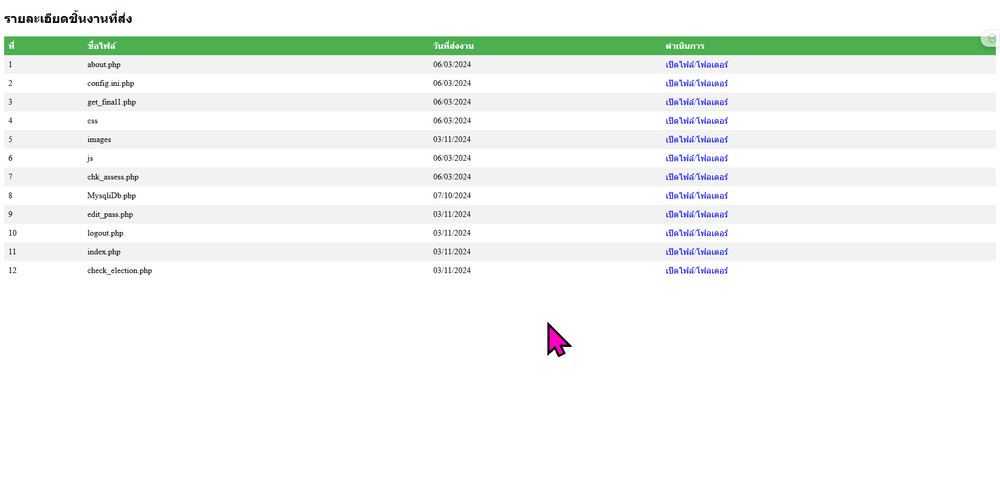 รายละเอียดชิ้นงานที่ส่ง
ที่ ชื่อไฟล์ วันที่ส่งงาน ดำเนินการ
1 about.php 06/03/2024 เปิดไฟล์/โฟลเดอร์
2 config.ini.php 06/03/2024 เปิดไฟล์/โฟลเดอร์
3 get_final1.php 06/03/2024 เปิดไฟล์/โฟลเดอร์
4 css 06/03/2024 เปิดไฟล์/โฟลเดอร์
5 images 03/11/2024 เปิดไฟล์/โฟลเดอร์
6 js 06/03/2024 เปิดไฟล์/โฟลเดอร์
7 chk_assess.php 06/03/2024 เปิดไฟล์/โฟลเดอร์
8 MysqliDb.php 07/10/2024 เปิดไฟล์/โฟลเดอร์
9 edit_pass.php 03/11/2024 เปิดไฟล์/โฟลเดอร์
10 logout.php 03/11/2024 เปิดไฟล์/โฟลเดอร์
11 index.php 03/11/2024 เปิดไฟล์/โฟลเดอร์
12 check_election.php 03/11/2024 เปิดไฟล์/โฟลเดอร์